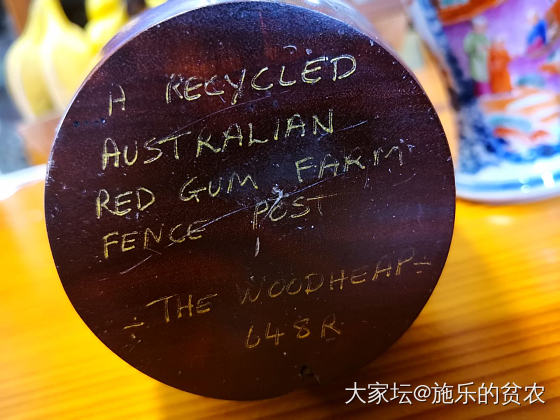 A RECYCLED
AUSTRALIAN
RED GUM FARM
FENCE POST
- THE WOODHEAP -
648R
大家坛@施乐的贫农